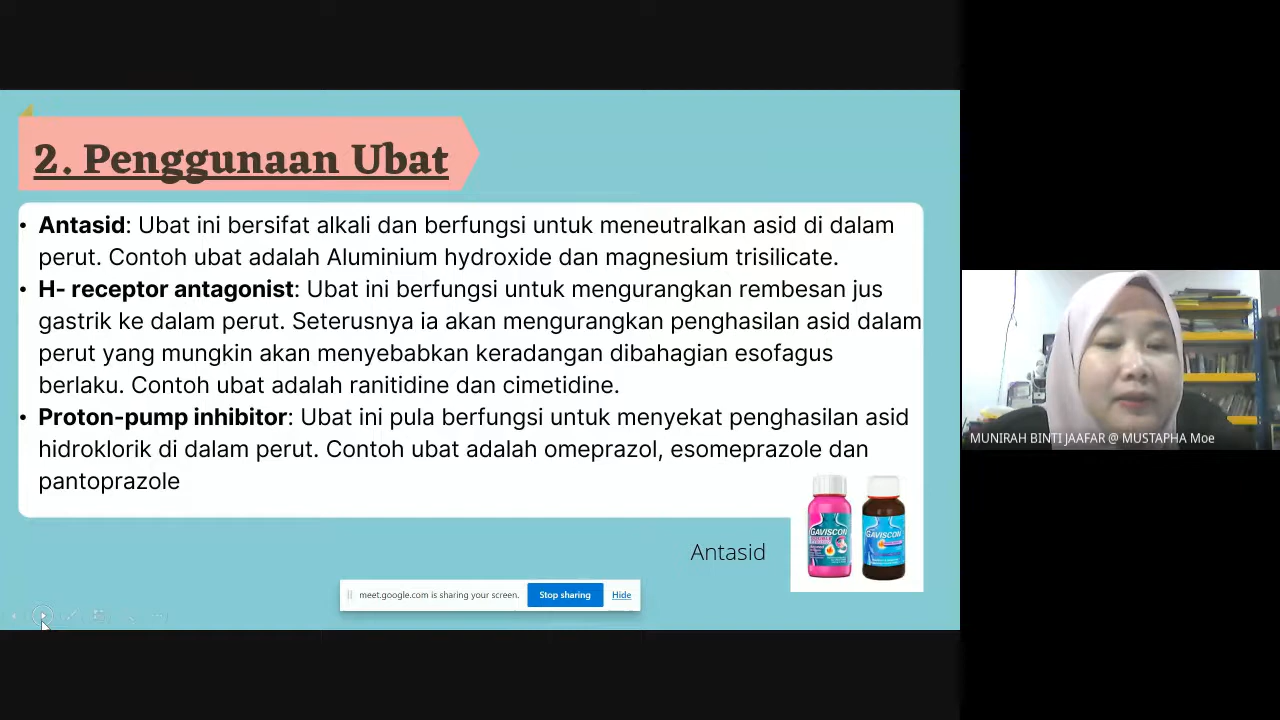 2. Penggunaan Ubat
• Antasid: Ubat ini bersifat alkali dan berfungsi untuk meneutralkan asid di dalam
perut. Contoh ubat adalah Aluminium hydroxide dan magnesium trisilicate.
• H- receptor antagonist: Ubat ini berfungsi untuk mengurangkan rembesan jus
gastrik ke dalam perut. Seterusnya ia akan mengurangkan penghasilan asid dalam
perut yang mungkin akan menyebabkan keradangan dibahagian esofagus
berlaku. Contoh ubat adalah ranitidine dan cimetidine.
• Proton-pump inhibitor: Ubat ini pula berfungsi untuk menyekat penghasilan asid
hidroklorik di dalam perut. Contoh ubat adalah omeprazol, esomeprazole dan
pantoprazole
GAVISCON
GAVISCON
Antasid
meet.google.com is sharing your screen.
Stop sharing
Hide
MUNIRAH BINTI JAAFAR @ MUSTAPHA Moe